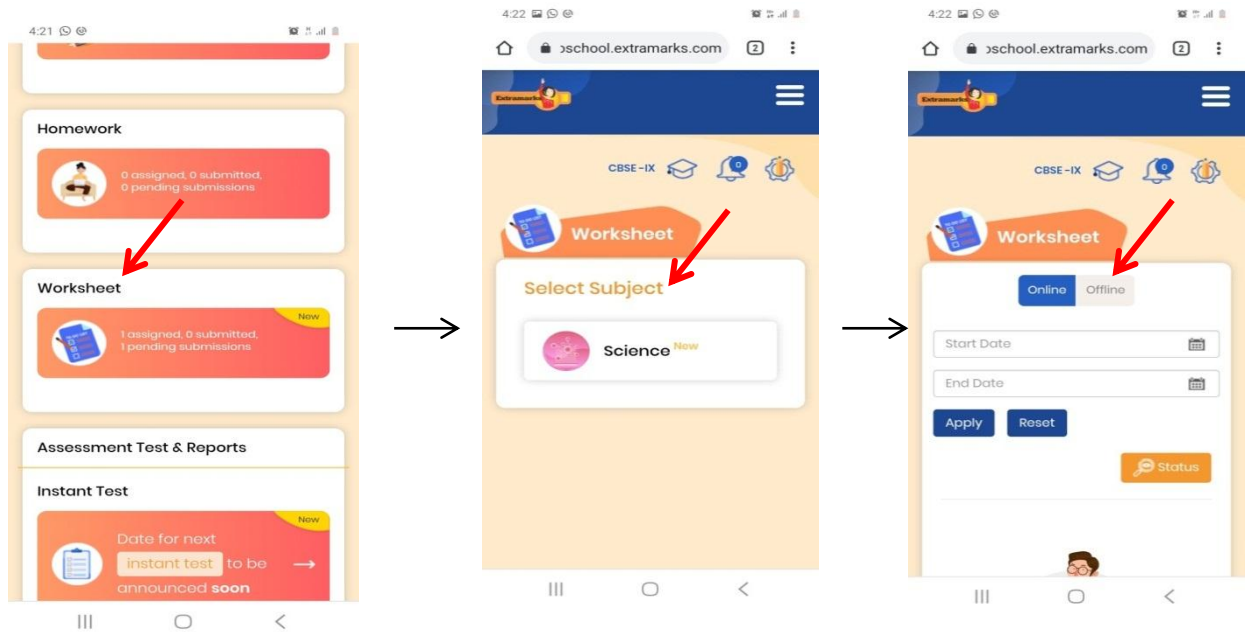 4:21
Homework
0 assigned, 0 submitted,
0 pending submissions
Worksheet
New
1 assigned, 0 submitted,
1 pending submissions
Assessment Test & Reports
Instant Test
New
Date for next
instant test to be
announced soon
4:22
oschool.extramarks.com
2
Extramarks
CBSE-IX
0
Worksheet
Select Subject
Science New
4:22
oschool.extramarks.com
2
Extramarks
CBSE-IX
0
Worksheet
Online Offline
Start Date
End Date
Apply Reset
Status